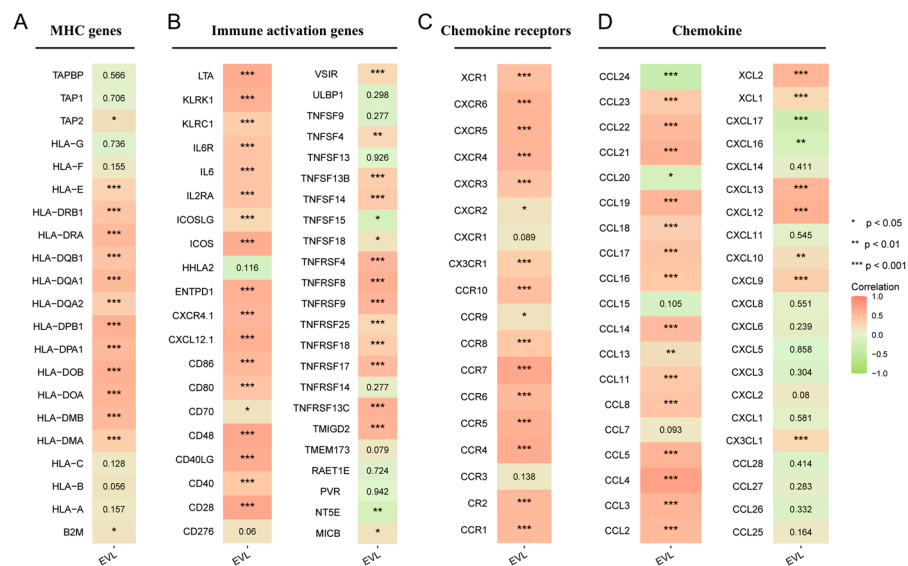 A
MHC genes
TAPBP 0.566
TAP1 0.706
TAP2 *
HLA−G 0.736
HLA−F 0.155
HLA−E ***
HLA−DRB1 ***
HLA−DRA ***
HLA−DQB1 ***
HLA−DQA1 ***
HLA−DQA2 ***
HLA−DPB1 ***
HLA−DPA1 ***
HLA−DOB ***
HLA−DOA ***
HLA−DMB ***
HLA−DMA ***
HLA−C 0.128
HLA−B 0.056
HLA−A 0.157
B2M *
EVL
B
Immune activation genes
LTA ***
KLRK1 ***
KLRC1 ***
IL6R ***
IL6 ***
IL2RA ***
ICOSLG ***
ICOS ***
HHLA2 0.116
ENTPD1 ***
CXCR4.1 ***
CXCL12.1 ***
CD86 ***
CD80 ***
CD70 *
CD48 ***
CD40LG ***
CD40 ***
CD28 ***
CD276 0.06
EVL
VSIR ***
ULBP1 0.298
TNFSF9 0.277
TNFSF4 **
TNFSF13 0.926
TNFSF13B ***
TNFSF14 ***
TNFSF15 *
TNFSF18 *
TNFRSF4 ***
TNFRSF8 ***
TNFRSF9 ***
TNFRSF25 ***
TNFRSF18 ***
TNFRSF17 ***
TNFRSF14 0.277
TNFRSF13C ***
TMIGD2 ***
TMEM173 0.079
RAET1E 0.724
PVR 0.942
NT5E **
MICB *
EVL
C
Chemokine receptors
XCR1 ***
CXCR6 ***
CXCR5 ***
CXCR4 ***
CXCR3 ***
CXCR2 *
CXCR1 0.089
CX3CR1 ***
CCR10 ***
CCR9 *
CCR8 ***
CCR7 ***
CCR6 ***
CCR5 ***
CCR4 ***
CCR3 0.138
CR2 ***
CCR1 ***
EVL
D
Chemokine
CCL24 ***
CCL23 ***
CCL22 ***
CCL21 ***
CCL20 *
CCL19 ***
CCL18 ***
CCL17 ***
CCL16 ***
CCL15 0.105
CCL14 ***
CCL13 **
CCL11 ***
CCL8 ***
CCL7 0.093
CCL5 ***
CCL4 ***
CCL3 ***
CCL2 ***
EVL
XCL2 ***
XCL1 ***
CXCL17 ***
CXCL16 **
CXCL14 0.411
CXCL13 ***
CXCL12 ***
CXCL11 0.545
CXCL10 **
CXCL9 ***
CXCL8 0.551
CXCL6 0.239
CXCL5 0.858
CXCL3 0.304
CXCL2 0.08
CXCL1 0.581
CX3CL1 ***
CCL28 0.414
CCL27 0.283
CCL26 0.332
CCL25 0.164
EVL
* p < 0.05
** p < 0.01
*** p < 0.001
Correlation
1.0
0.5
0.0
−0.5
−1.0